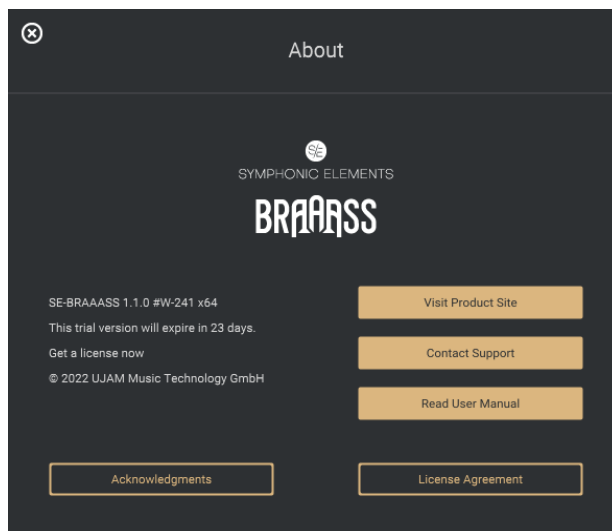 About
S/E
SYMPHONIC ELEMENTS
BRAAASS
SE-BRAAASS 1.1.0 #W-241 x64
This trial version will expire in 23 days.
Get a license now
© 2022 UJAM Music Technology GmbH
Visit Product Site
Contact Support
Read User Manual
Acknowledgments
License Agreement